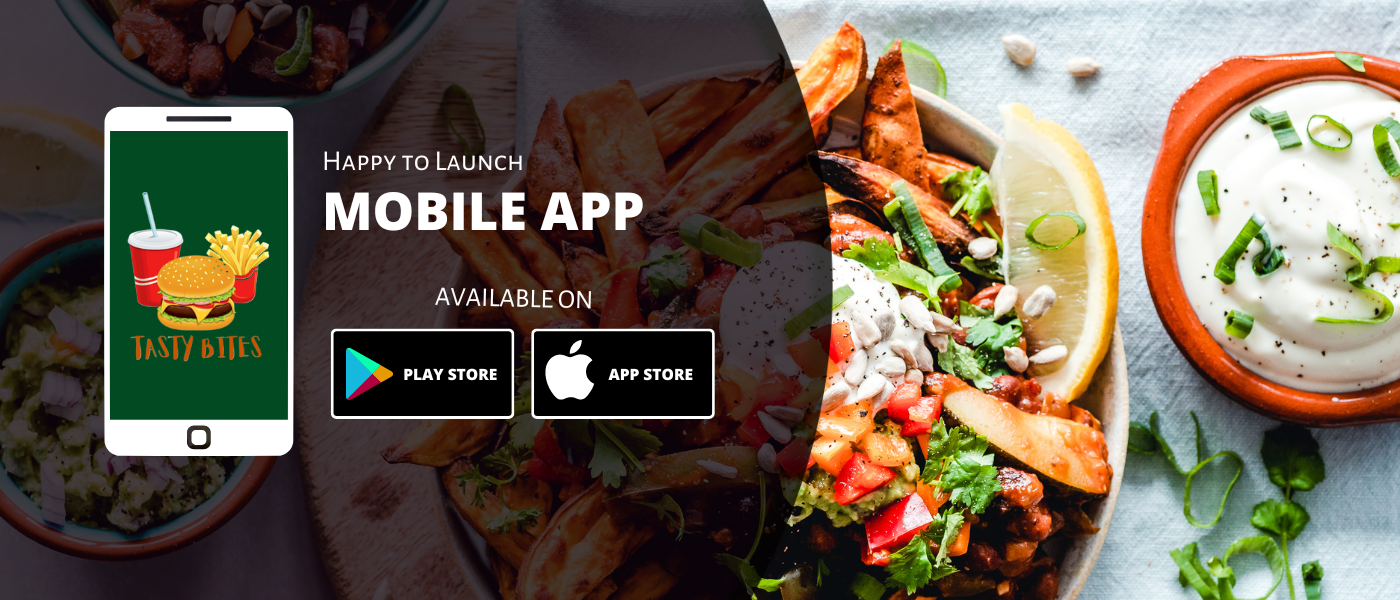 Happy to Launch
MOBILE APP
AVAILABLE ON
PLAY STORE
APP STORE
TASTY BITES